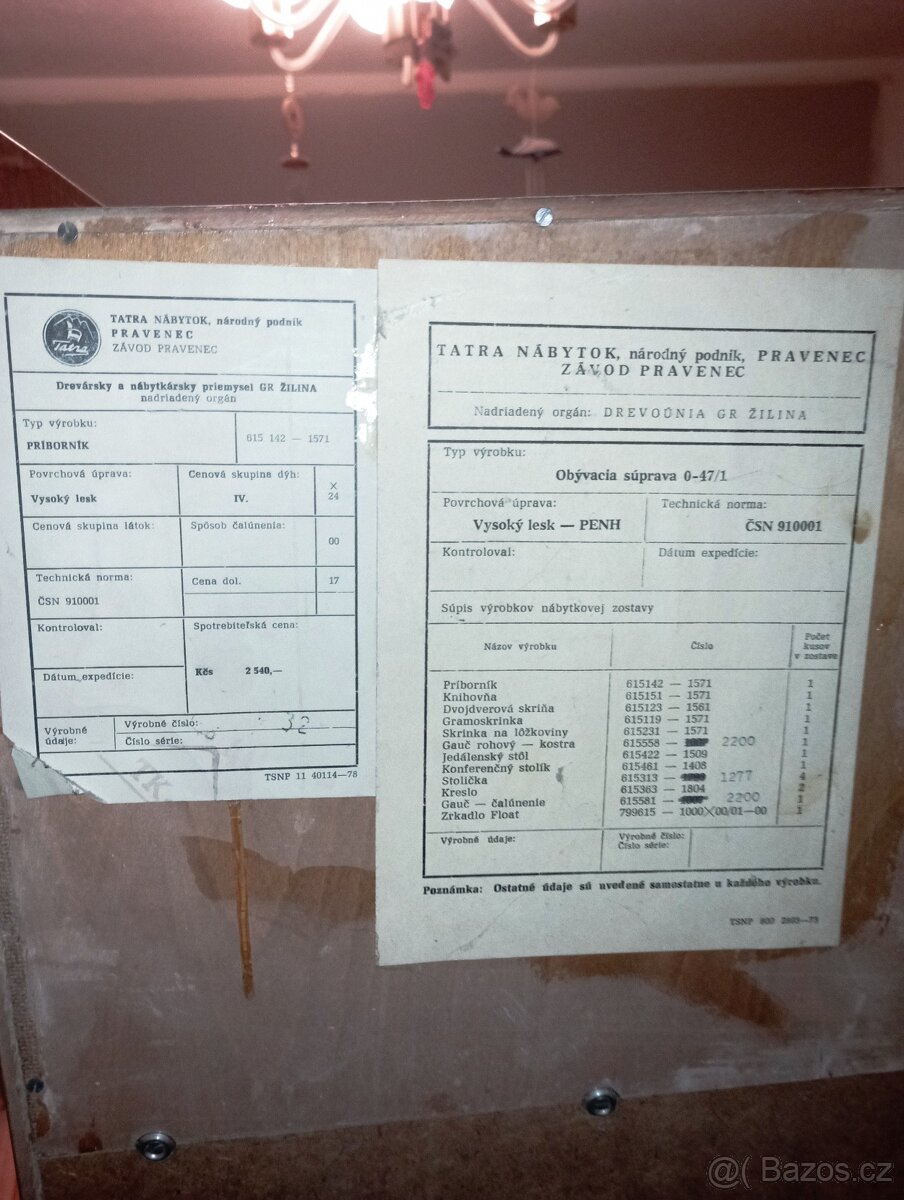 Tatra
TATRA NÁBYTOK, národný podnik
PRAVENEC
ZÁVOD PRAVENEC
Drevársky a nábytkársky priemysel GR ŽILINA
nadriadený orgán
Typ výrobku:
PRÍBORNÍK
615 142 — 1571
Povrchová úprava:
Vysoký lesk
Cenová skupina dýh:
IV.
X
24
Cenová skupina látok:
Spôsob čalúnenia:
00
Technická norma:
ČSN 910001
Cena dol.
17
Kontroloval:
Spotrebiteľská cena:
Kčs 2 540,—
Dátum expedície:
Výrobné údaje:
Výrobné číslo: 32
Číslo série:
TK
TSNP 11 40114—78
TATRA NÁBYTOK, národný podnik, PRAVENEC
ZÁVOD PRAVENEC
Nadriadený orgán: DREVOÚNIA GR ŽILINA
Typ výrobku:
Obývacia súprava 0-47/1
Povrchová úprava:
Vysoký lesk — PENH
Technická norma:
ČSN 910001
Kontroloval:
Dátum expedície:
Súpis výrobkov nábytkovej zostavy
Názov výrobku Číslo Počet kusov v zostave
Príborník 615142 — 1571 1
Knihovňa 615151 — 1571 1
Dvojdverová skriňa 615123 — 1561 1
Gramoskrinka 615119 — 1571 1
Skrinka na lôžkoviny 615231 — 1571 1
Gauč rohový — kostra 615558 — 2200 1
Jedálenský stôl 615422 — 1509 1
Konferenčný stolík 615461 — 1408 1
Stolička 615313 — 1277 4
Kreslo 615363 — 1804 2
Gauč — čalúnenie 615581 — 2200 1
Zrkadlo Float 799615 — 1000X00/01—00 1
Výrobné údaje:
Výrobné číslo:
Číslo série:
Poznámka: Ostatné údaje sú uvedené samostatne u každého výrobku.
@( Bazos.cz